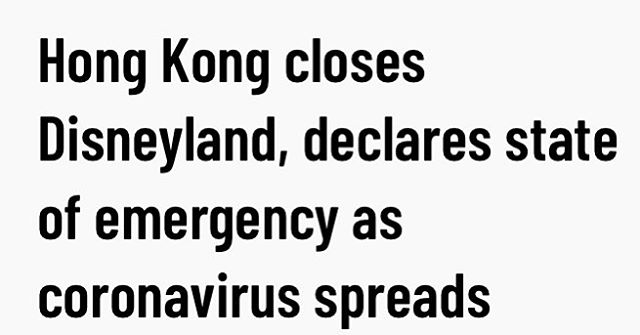 Hong Kong closes
Disneyland, declares state
of emergency as
coronavirus spreads